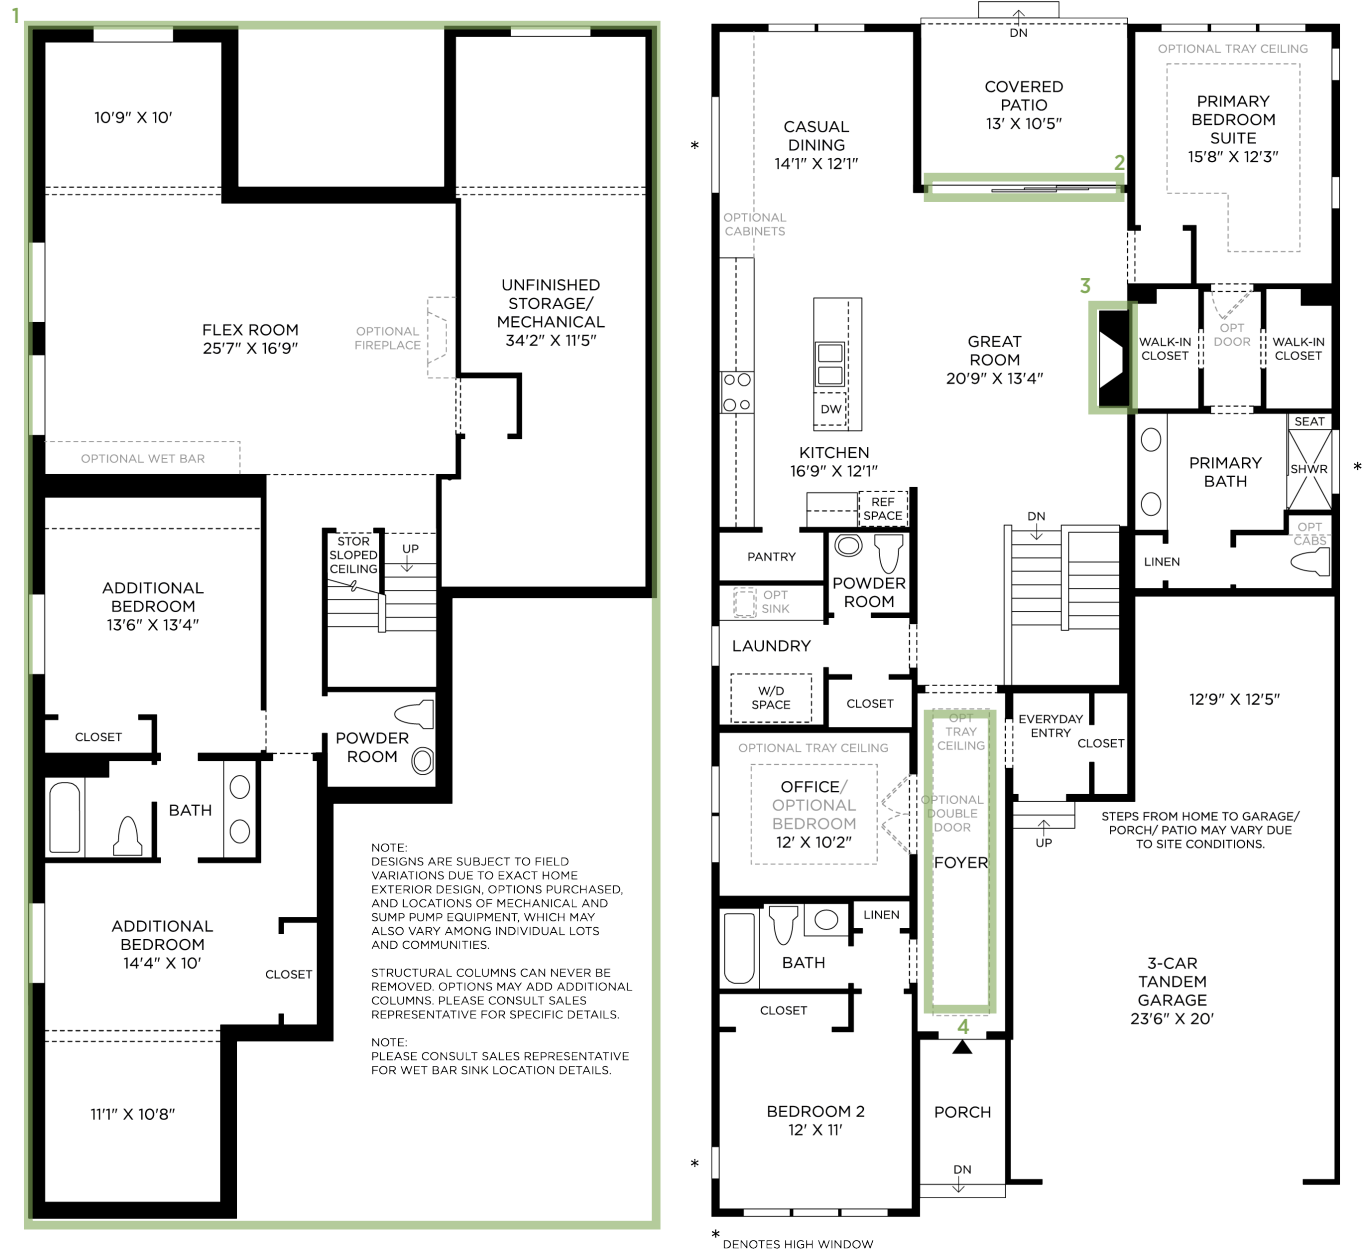 1
10'9" X 10'
UNFINISHED
STORAGE/
MECHANICAL
34'2" X 11'5"
FLEX ROOM
25'7" X 16'9"
OPTIONAL
FIREPLACE
OPTIONAL WET BAR
STOR
SLOPED
CEILING
UP
ADDITIONAL
BEDROOM
13'6" X 13'4"
CLOSET
POWDER
ROOM
BATH
ADDITIONAL
BEDROOM
14'4" X 10'
CLOSET
11'1" X 10'8"
NOTE:
DESIGNS ARE SUBJECT TO FIELD
VARIATIONS DUE TO EXACT HOME
EXTERIOR DESIGN, OPTIONS PURCHASED,
AND LOCATIONS OF MECHANICAL AND
SUMP PUMP EQUIPMENT, WHICH MAY
ALSO VARY AMONG INDIVIDUAL LOTS
AND COMMUNITIES.
STRUCTURAL COLUMNS CAN NEVER BE
REMOVED. OPTIONS MAY ADD ADDITIONAL
COLUMNS. PLEASE CONSULT SALES
REPRESENTATIVE FOR SPECIFIC DETAILS.
NOTE:
PLEASE CONSULT SALES REPRESENTATIVE
FOR WET BAR SINK LOCATION DETAILS.
DN
COVERED
PATIO
13' X 10'5"
2
CASUAL
DINING
14'1" X 12'1"
*
OPTIONAL TRAY CEILING
PRIMARY
BEDROOM
SUITE
15'8" X 12'3"
OPTIONAL
CABINETS
3
GREAT
ROOM
20'9" X 13'4"
WALK-IN
CLOSET
OPT
DOOR
WALK-IN
CLOSET
DW
KITCHEN
16'9" X 12'1"
REF
SPACE
PRIMARY
BATH
SEAT
SHWR
*
OPT
CABS
LINEN
DN
PANTRY
POWDER
ROOM
OPT
SINK
LAUNDRY
W/D
SPACE
CLOSET
12'9" X 12'5"
EVERYDAY
ENTRY
CLOSET
OPT
TRAY
CEILING
OPTIONAL TRAY CEILING
OFFICE/
OPTIONAL
BEDROOM
12' X 10'2"
OPTIONAL
DOUBLE
DOOR
FOYER
UP
STEPS FROM HOME TO GARAGE/
PORCH/ PATIO MAY VARY DUE
TO SITE CONDITIONS.
LINEN
BATH
CLOSET
4
3-CAR
TANDEM
GARAGE
23'6" X 20'
BEDROOM 2
12' X 11'
*
PORCH
DN
* DENOTES HIGH WINDOW